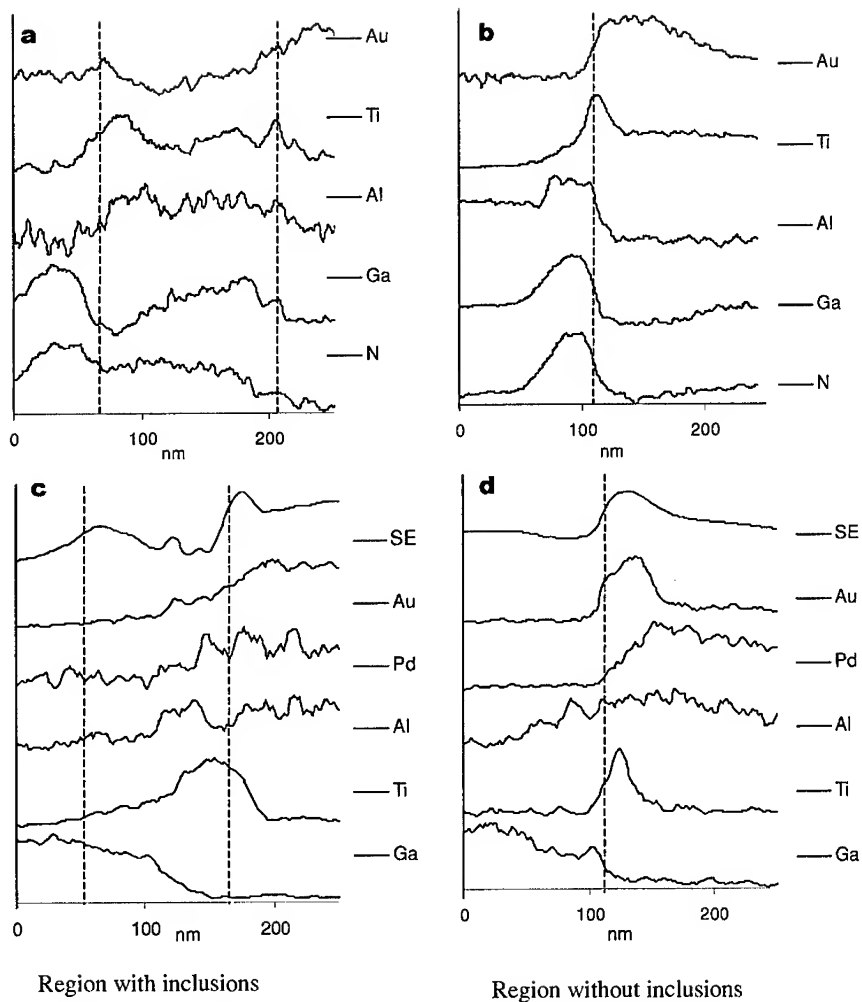 a
Au
Ti
Al
Ga
N
0 100 200
nm
b
Au
Ti
Al
Ga
N
0 100 200
nm
c
SE
Au
Pd
Al
Ti
Ga
0 100 200
nm
d
SE
Au
Pd
Al
Ti
Ga
0 100 200
nm
Region with inclusions
Region without inclusions